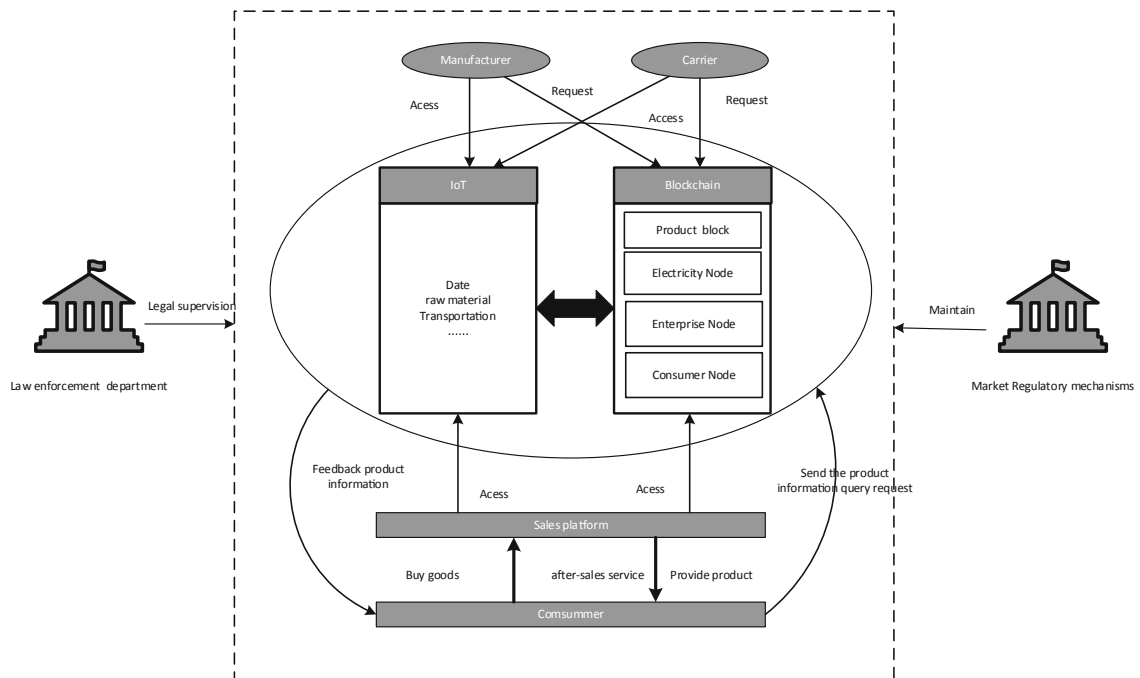 Manufacturer
Carrier
Acess
Request
Access
Request
IoT
Blockchain
Date
raw material
Transportation
......
Product block
Electricity Node
Enterprise Node
Consumer Node
Legal supervision
Law enforcement department
Maintain
Market Regulatory mechanisms
Feedback product
information
Acess
Acess
Send the product
information query request
Sales platform
Buy goods
after-sales service
Provide product
Comsummer